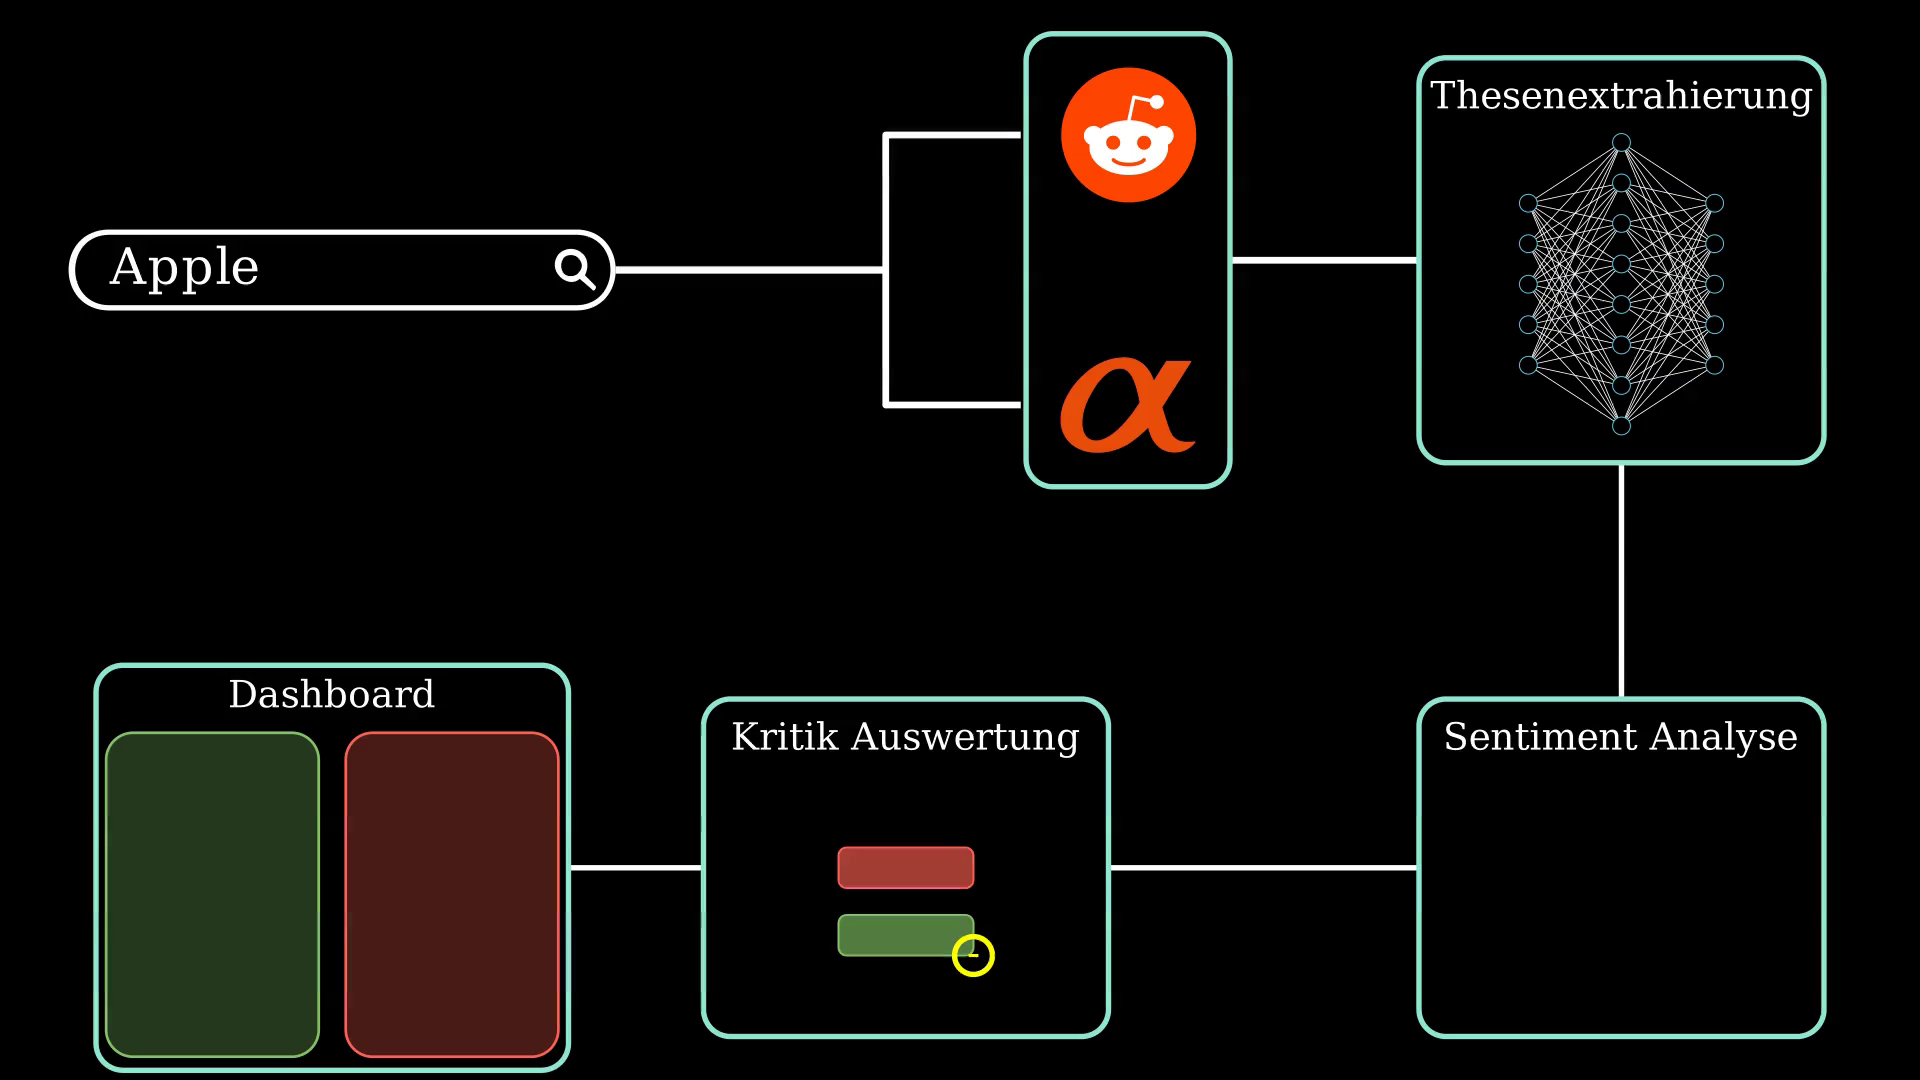 Apple
α
Thesenextrahierung
Dashboard
Kritik Auswertung
-
Sentiment Analyse